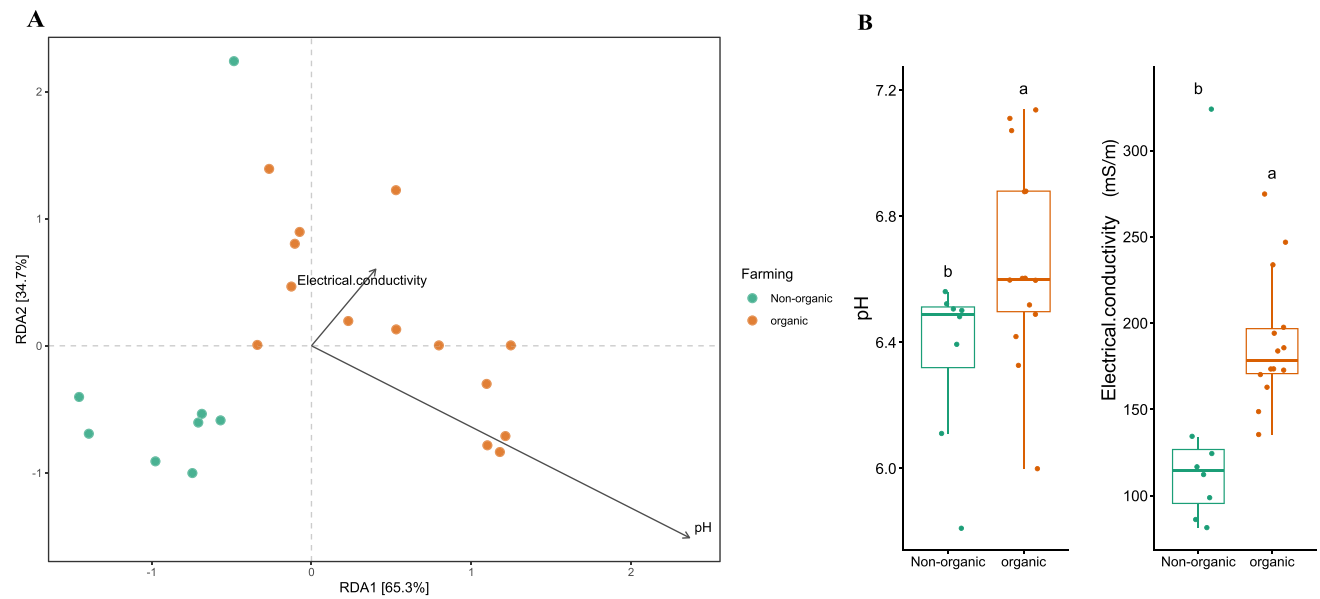 A
RDA2 [34.7%]
2
1
0
-1
-1
0
1
2
RDA1 [65.3%]
Electrical.conductivity
pH
Farming
Non-organic
organic
B
pH
7.2
6.8
6.4
6.0
b
a
Non-organic
organic
Electrical.conductivity (mS/m)
300
250
200
150
100
b
a
Non-organic
organic